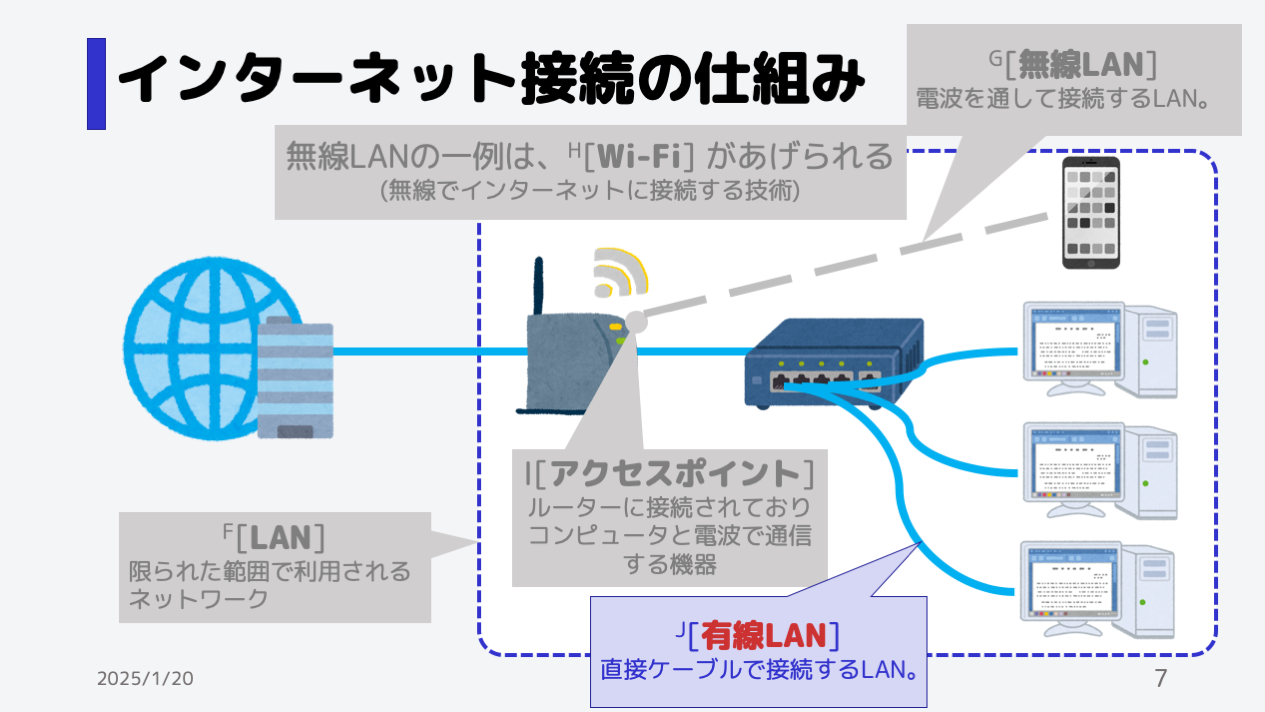 インターネット接続の仕組み
G[無線LAN]
電波を通して接続するLAN。
無線LANの一例は、H[Wi-Fi] があげられる
(無線でインターネットに接続する技術)
I[アクセスポイント]
ルーターに接続されており
コンピュータと電波で通信
する機器
F[LAN]
限られた範囲で利用される
ネットワーク
J[有線LAN]
直接ケーブルで接続するLAN。
2025/1/20
7